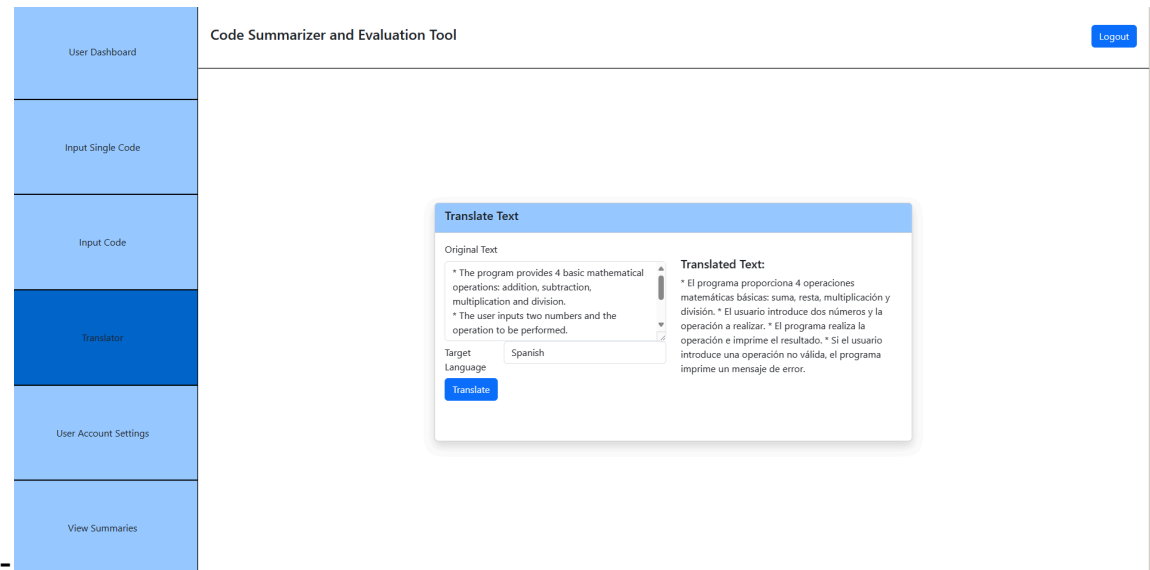 User Dashboard
Code Summarizer and Evaluation Tool
Logout
Input Single Code
Input Code
Translator
User Account Settings
View Summaries
Translate Text
Original Text
* The program provides 4 basic mathematical
operations: addition, subtraction,
multiplication and division.
* The user inputs two numbers and the
operation to be performed.
Target
Language
Spanish
Translate
Translated Text:
* El programa proporciona 4 operaciones
matemáticas básicas: suma, resta, multiplicación y
división. * El usuario introduce dos números y la
operación a realizar. * El programa realiza la
operación e imprime el resultado. * Si el usuario
introduce una operación no válida, el programa
imprime un mensaje de error.
-